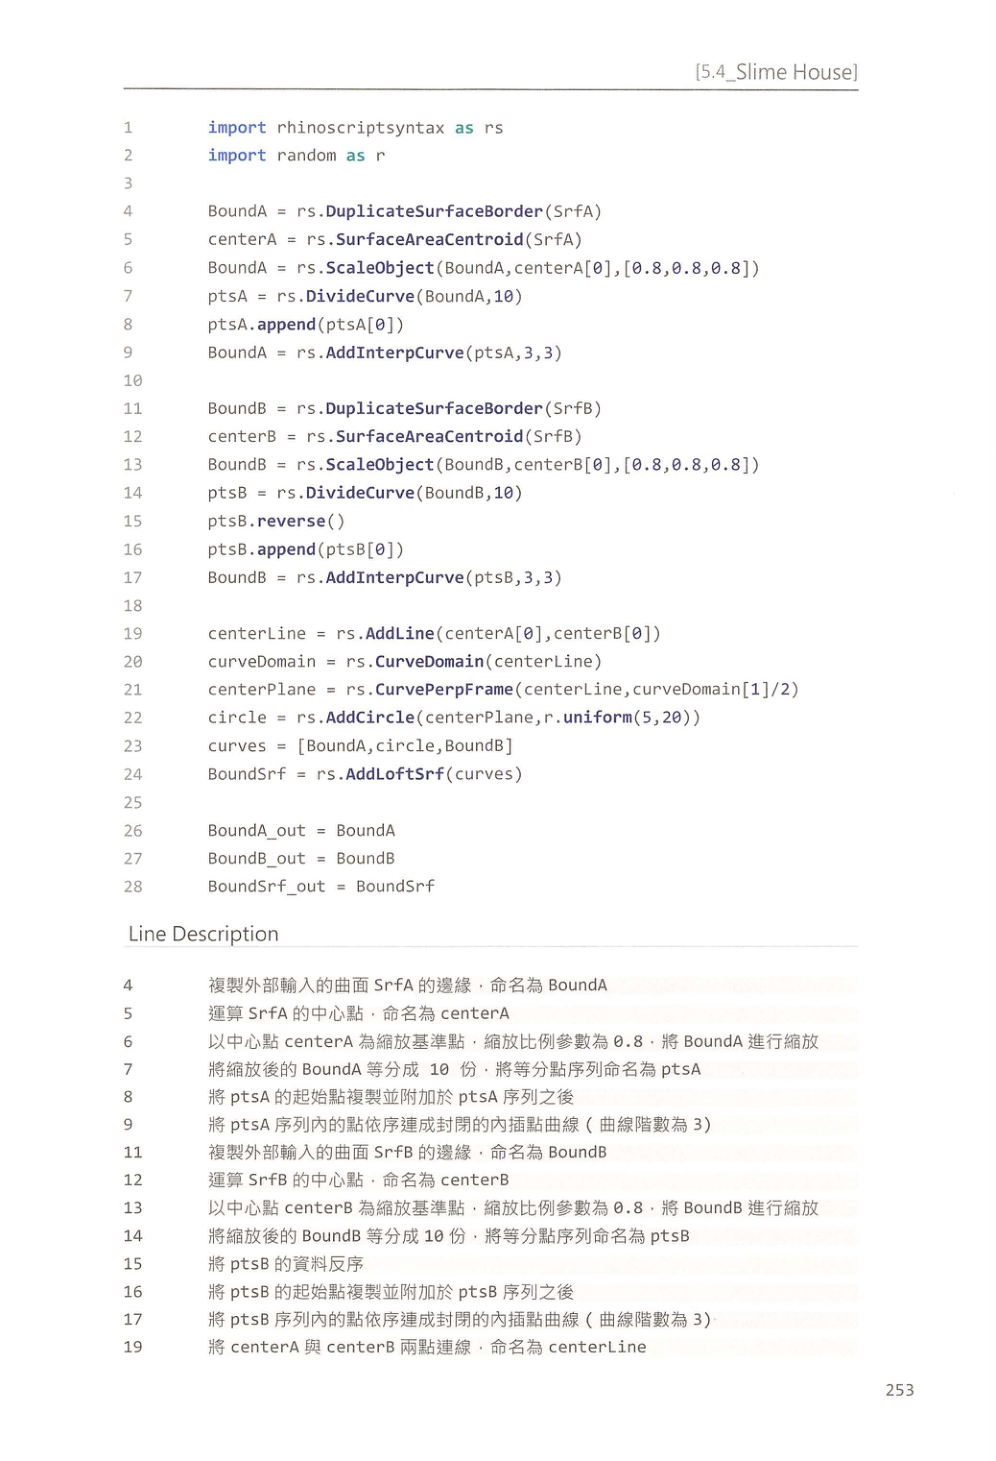 [5.4_Slime House]
1 import rhinoscriptsyntax as rs
2 import random as r
3
4 BoundA = rs.DuplicateSurfaceBorder(SrfA)
5 centerA = rs.SurfaceAreaCentroid(SrfA)
6 BoundA = rs.ScaleObject(BoundA,centerA[0],[0.8,0.8,0.8])
7 ptsA = rs.DivideCurve(BoundA,10)
8 ptsA.append(ptsA[0])
9 BoundA = rs.AddInterpCurve(ptsA,3,3)
10
11 BoundB = rs.DuplicateSurfaceBorder(SrfB)
12 centerB = rs.SurfaceAreaCentroid(SrfB)
13 BoundB = rs.ScaleObject(BoundB,centerB[0],[0.8,0.8,0.8])
14 ptsB = rs.DivideCurve(BoundB,10)
15 ptsB.reverse()
16 ptsB.append(ptsB[0])
17 BoundB = rs.AddInterpCurve(ptsB,3,3)
18
19 centerLine = rs.AddLine(centerA[0],centerB[0])
20 curveDomain = rs.CurveDomain(centerLine)
21 centerPlane = rs.CurvePerpFrame(centerLine,curveDomain[1]/2)
22 circle = rs.AddCircle(centerPlane,r.uniform(5,20))
23 curves = [BoundA,circle,BoundB]
24 BoundSrf = rs.AddLoftSrf(curves)
25
26 BoundA_out = BoundA
27 BoundB_out = BoundB
28 BoundSrf_out = BoundSrf
Line Description
4 複製外部輸入的曲面 SrfA 的邊緣，命名為 BoundA
5 運算 SrfA 的中心點，命名為 centerA
6 以中心點 centerA 為縮放基準點，縮放比例參數為 0.8，將 BoundA 進行縮放
7 將縮放後的 BoundA 等分成 10 份，將等分點序列命名為 ptsA
8 將 ptsA 的起始點複製並附加於 ptsA 序列之後
9 將 ptsA 序列內的點依序連成封閉的內插點曲線 ( 曲線階數為 3)
11 複製外部輸入的曲面 SrfB 的邊緣，命名為 BoundB
12 運算 SrfB 的中心點，命名為 centerB
13 以中心點 centerB 為縮放基準點，縮放比例參數為 0.8，將 BoundB 進行縮放
14 將縮放後的 BoundB 等分成 10 份，將等分點序列命名為 ptsB
15 將 ptsB 的資料反序
16 將 ptsB 的起始點複製並附加於 ptsB 序列之後
17 將 ptsB 序列內的點依序連成封閉的內插點曲線 ( 曲線階數為 3)
19 將 centerA 與 centerB 兩點連線，命名為 centerLine
253